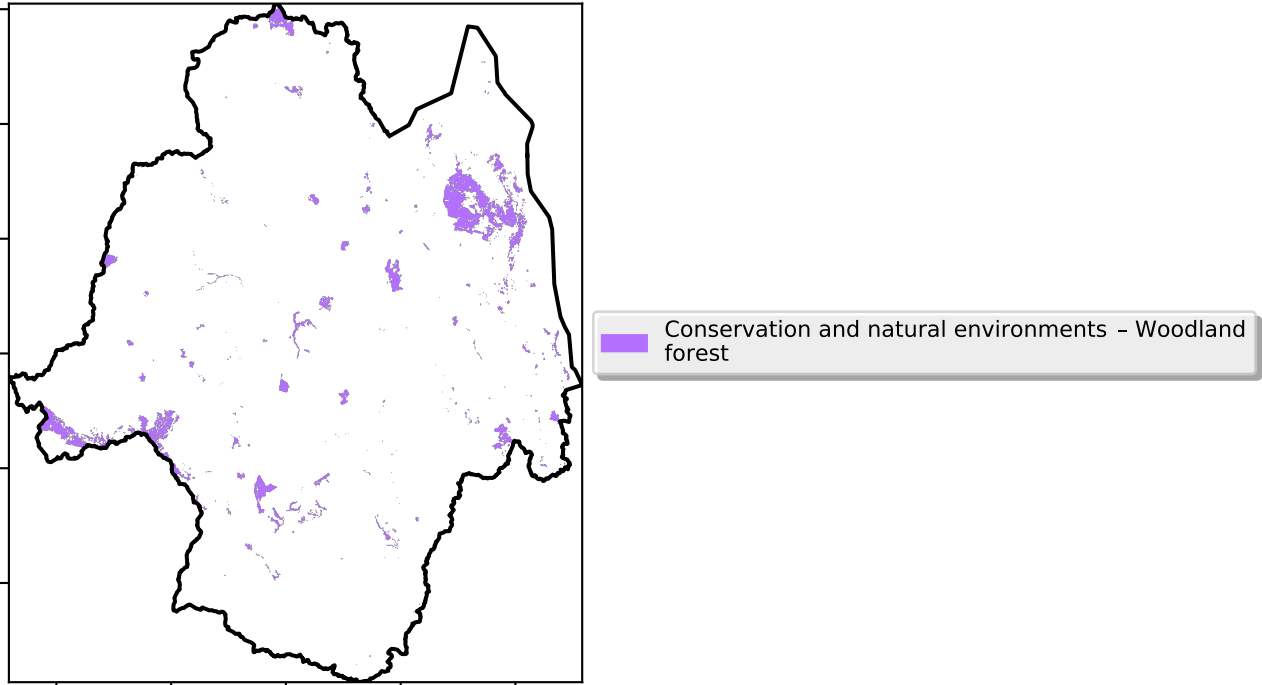 Conservation and natural environments – Woodland
forest